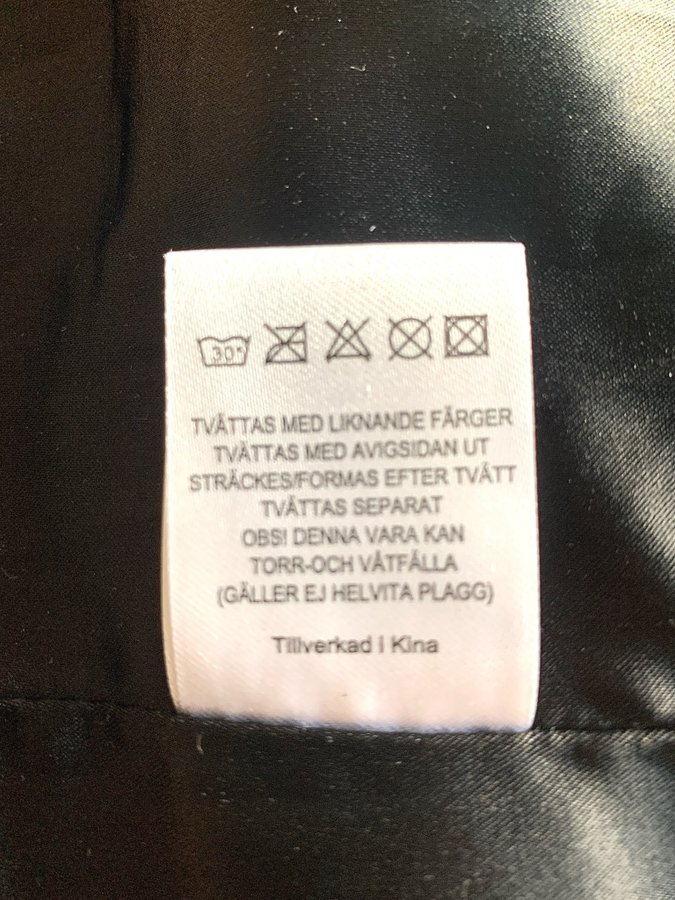 30°
TVÄTTAS MED LIKNANDE FÄRGER
TVÄTTAS MED AVIGSIDAN UT
STRÄCKES/FORMAS EFTER TVÄTT
TVÄTTAS SEPARAT
OBS! DENNA VARA KAN
TORR-OCH VÅTFÄLLA
(GÄLLER EJ HELVITA PLAGG)
Tillverkad i Kina